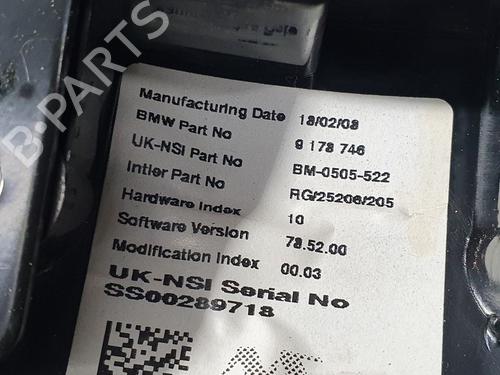 B-PARTS
Manufacturing Date 18/02/08
BMW Part No 9 178 746
UK-NSI Part No BM-0505-522
Intier Part No RG/25206/205
Hardware Index 10
Software Version 78.52.00
Modification Index 00.03
UK-NSI Serial No
SS00289718